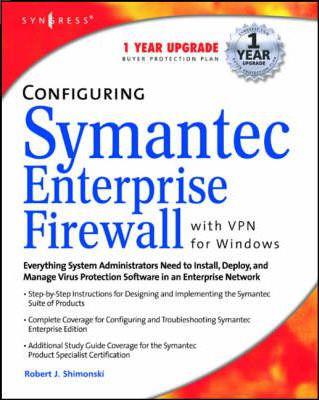 SYNGRESS
1 YEAR UPGRADE
BUYER PROTECTION PLAN
1
YEAR
UPGRADE
CONFIGURING
Symantec
Enterprise
Firewall
with VPN
for Windows
Everything System Administrators Need to Install, Deploy, and
Manage Virus Protection Software in an Enterprise Network
• Step-by-Step Instructions for Designing and Implementing the Symantec
Suite of Products
• Complete Coverage for Configuring and Troubleshooting Symantec
Enterprise Edition
• Additional Study Guide Coverage for the Symantec
Product Specialist Certification
Robert J. Shimonski